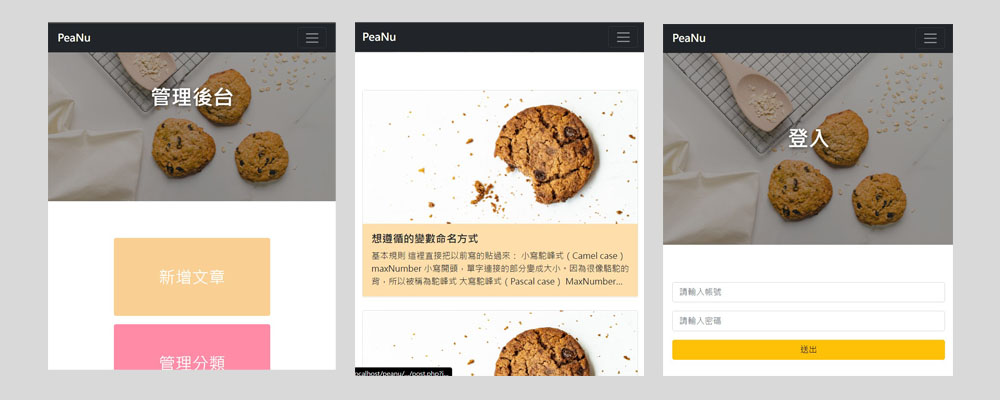 PeaNu
管理後台
新增文章
管理分類
PeaNu
想遵循的變數命名方式
基本規則 這裡直接把以前寫的貼過來： 小寫駝峰式 ( Camel case )
maxNumber 小寫開頭，單字連接的部分變成大小。因為很像駱駝的
背，所以被稱為駝峰式 大寫駝峰式 ( Pascal case ) MaxNumber...
ocalhost/peanu/.../post.php?i...
PeaNu
登入
請輸入帳號
請輸入密碼
送出